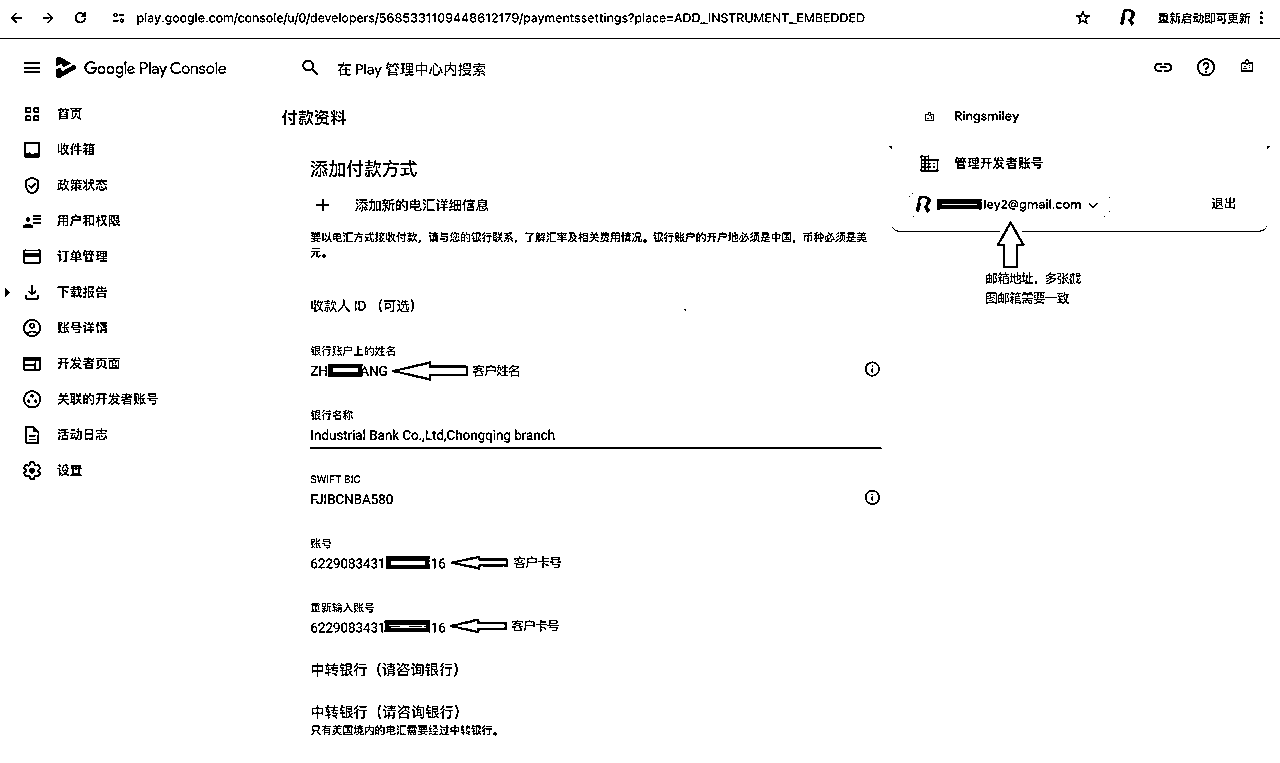 play.google.com/console/u/0/developers/5685331109448612179/paymentssettings?place=ADD_INSTRUMENT_EMBEDDED
重新启动即可更新
Google Play Console
在 Play 管理中心内搜索
首页
收件箱
政策状态
用户和权限
订单管理
下载报告
账号详情
开发者页面
关联的开发者账号
活动日志
设置
付款资料
添加付款方式
添加新的电汇详细信息
要以电汇方式接收付款，请与您的银行联系，了解汇率及相关费用情况。银行账户的开户地必须是中国，币种必须是美
元。
收款人 ID （可选）
银行账户上的姓名
ZH ANG
客户姓名
银行名称
Industrial Bank Co.,Ltd,Chongqing branch
SWIFT BIC
FJIBCNBA580
账号
6229083431 16
客户卡号
重新输入账号
6229083431 16
客户卡号
中转银行（请咨询银行）
中转银行（请咨询银行）
只有美国境内的电汇需要经过中转银行。
Ringsmiley
管理开发者账号
ley2@gmail.com
退出
邮箱地址，多张截
图邮箱需要一致